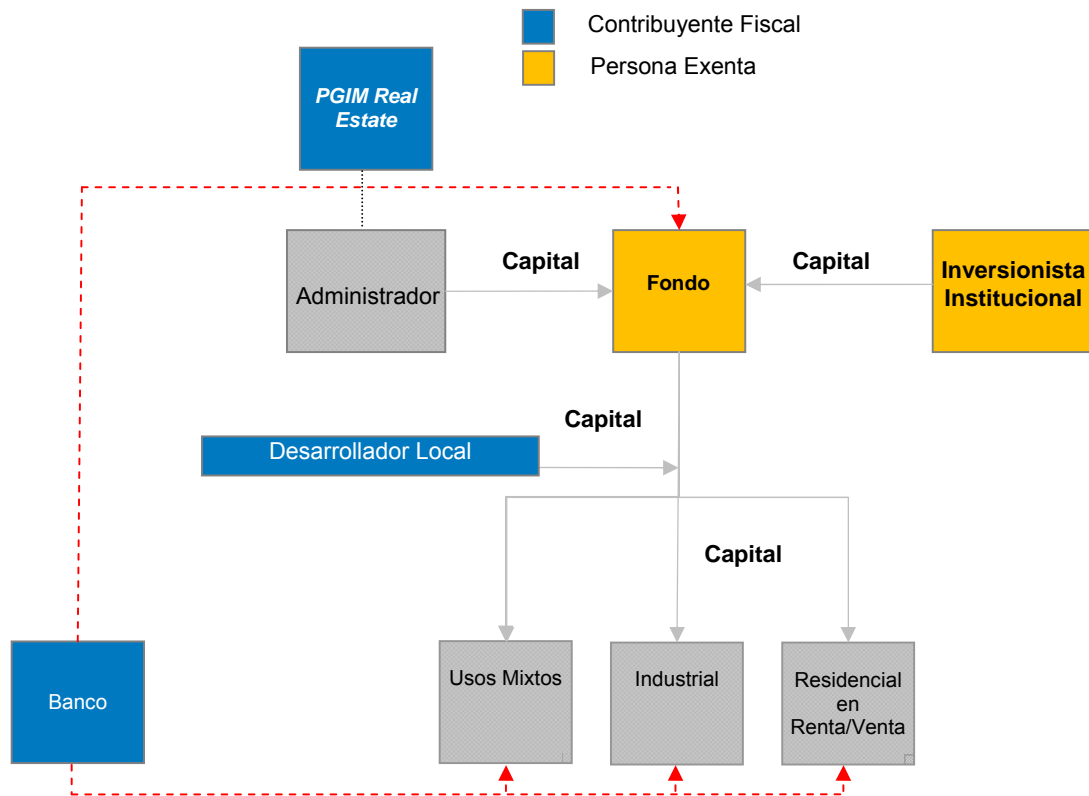 Contribuyente Fiscal
Persona Exenta
PGIM Real
Estate
Administrador
Capital
Fondo
Capital
Inversionista
Institucional
Capital
Desarrollador Local
Capital
Banco
Usos Mixtos
Industrial
Residencial
en
Renta/Venta